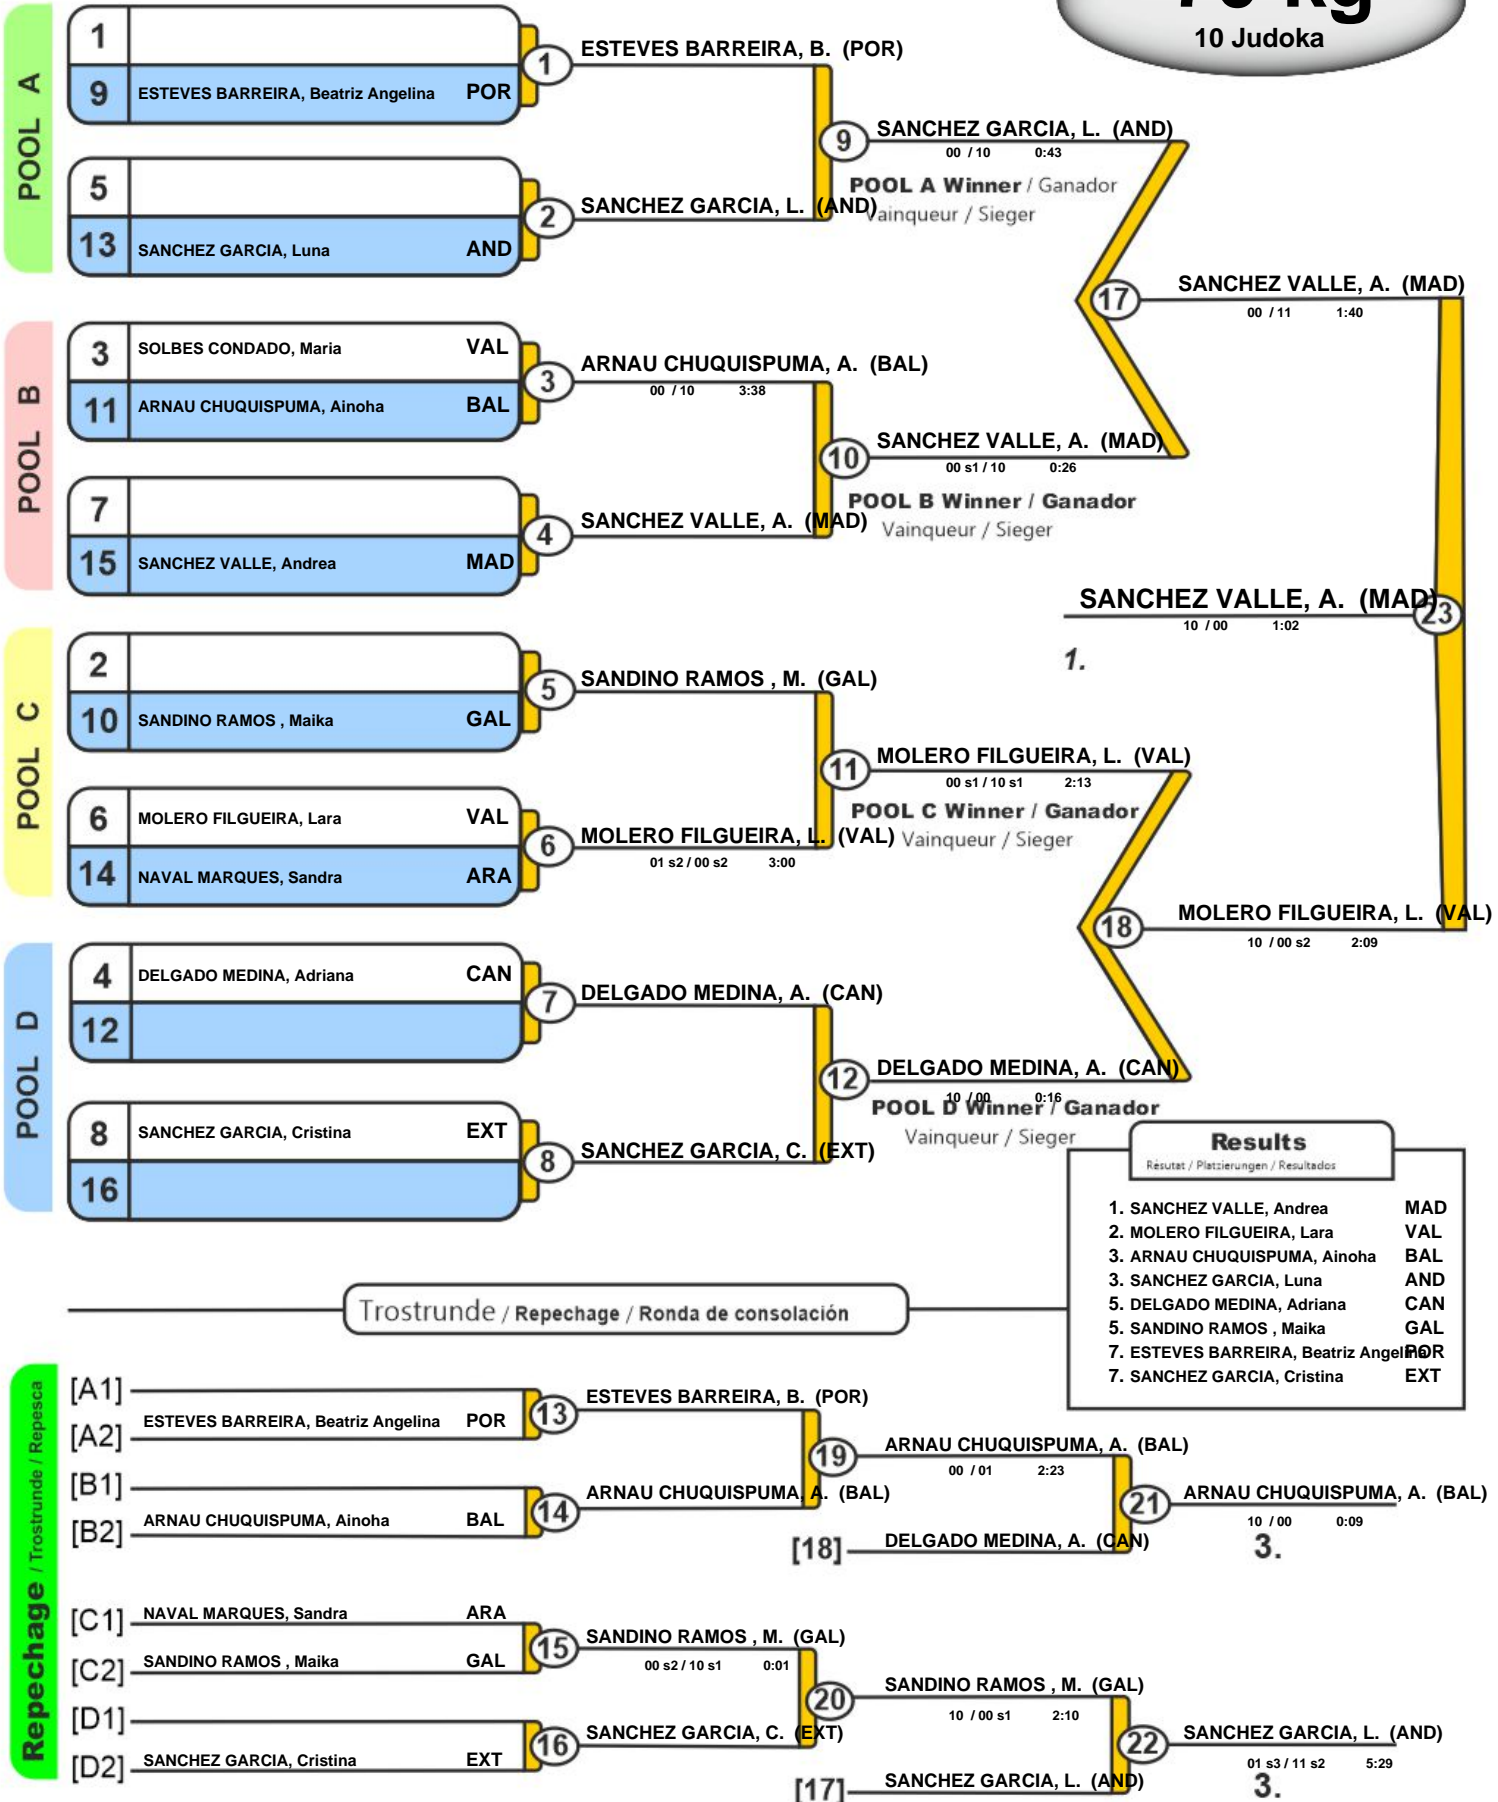 10 Judoka
POOL A
1
9 ESTEVES BARREIRA, Beatriz Angelina POR
1
ESTEVES BARREIRA, B. (POR)
5
13 SANCHEZ GARCIA, Luna AND
2
SANCHEZ GARCIA, L. (AND)
9
SANCHEZ GARCIA, L. (AND)
00 / 10 0:43
POOL A Winner / Ganador
Vainqueur / Sieger
POOL B
3 SOLBES CONDADO, Maria VAL
11 ARNAU CHUQUISPUMA, Ainoha BAL
3
ARNAU CHUQUISPUMA, A. (BAL)
00 / 10 3:38
7
15 SANCHEZ VALLE, Andrea MAD
4
SANCHEZ VALLE, A. (MAD)
10
SANCHEZ VALLE, A. (MAD)
00 s1 / 10 0:26
POOL B Winner / Ganador
Vainqueur / Sieger
17
SANCHEZ VALLE, A. (MAD)
00 / 11 1:40
SANCHEZ VALLE, A. (MAD)
23
10 / 00 1:02
1.
POOL C
2
10 SANDINO RAMOS , Maika GAL
5
SANDINO RAMOS , M. (GAL)
6 MOLERO FILGUEIRA, Lara VAL
14 NAVAL MARQUES, Sandra ARA
6
MOLERO FILGUEIRA, L. (VAL)
01 s2 / 00 s2 3:00
11
MOLERO FILGUEIRA, L. (VAL)
00 s1 / 10 s1 2:13
POOL C Winner / Ganador
Vainqueur / Sieger
POOL D
4 DELGADO MEDINA, Adriana CAN
12
7
DELGADO MEDINA, A. (CAN)
8 SANCHEZ GARCIA, Cristina EXT
16
8
SANCHEZ GARCIA, C. (EXT)
12
DELGADO MEDINA, A. (CAN)
10 / 00 0:16
POOL D Winner / Ganador
Vainqueur / Sieger
18
MOLERO FILGUEIRA, L. (VAL)
10 / 00 s2 2:09
Results
Résutat / Platzierungen / Resultados
1. SANCHEZ VALLE, Andrea MAD
2. MOLERO FILGUEIRA, Lara VAL
3. ARNAU CHUQUISPUMA, Ainoha BAL
3. SANCHEZ GARCIA, Luna AND
5. DELGADO MEDINA, Adriana CAN
5. SANDINO RAMOS , Maika GAL
7. ESTEVES BARREIRA, Beatriz Angelina POR
7. SANCHEZ GARCIA, Cristina EXT
Trostrunde / Repechage / Ronda de consolación
Repechage / Trostrunde / Repesca
[A1]
[A2] ESTEVES BARREIRA, Beatriz Angelina POR
13
ESTEVES BARREIRA, B. (POR)
[B1]
[B2] ARNAU CHUQUISPUMA, Ainoha BAL
14
ARNAU CHUQUISPUMA, A. (BAL)
19
ARNAU CHUQUISPUMA, A. (BAL)
00 / 01 2:23
[18] DELGADO MEDINA, A. (CAN)
21
ARNAU CHUQUISPUMA, A. (BAL)
10 / 00 0:09
3.
[C1] NAVAL MARQUES, Sandra ARA
[C2] SANDINO RAMOS , Maika GAL
15
SANDINO RAMOS , M. (GAL)
00 s2 / 10 s1 0:01
[D1]
[D2] SANCHEZ GARCIA, Cristina EXT
16
SANCHEZ GARCIA, C. (EXT)
20
SANDINO RAMOS , M. (GAL)
10 / 00 s1 2:10
[17] SANCHEZ GARCIA, L. (AND)
22
SANCHEZ GARCIA, L. (AND)
01 s3 / 11 s2 5:29
3.